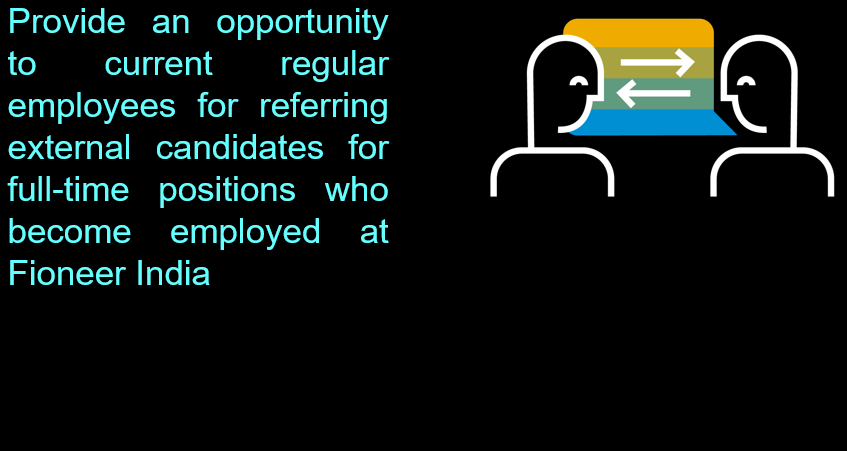 Provide an opportunity
to current regular
employees for referring
external candidates for
full-time positions who
become employed at
Fioneer India